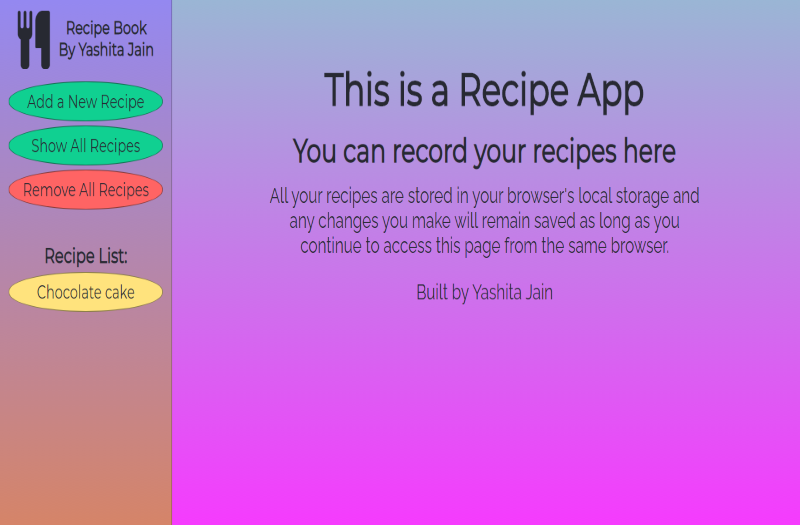 Recipe Book
By Yashita Jain
Add a New Recipe
Show All Recipes
Remove All Recipes
Recipe List:
Chocolate cake
This is a Recipe App
You can record your recipes here
All your recipes are stored in your browser's local storage and
any changes you make will remain saved as long as you
continue to access this page from the same browser.
Built by Yashita Jain